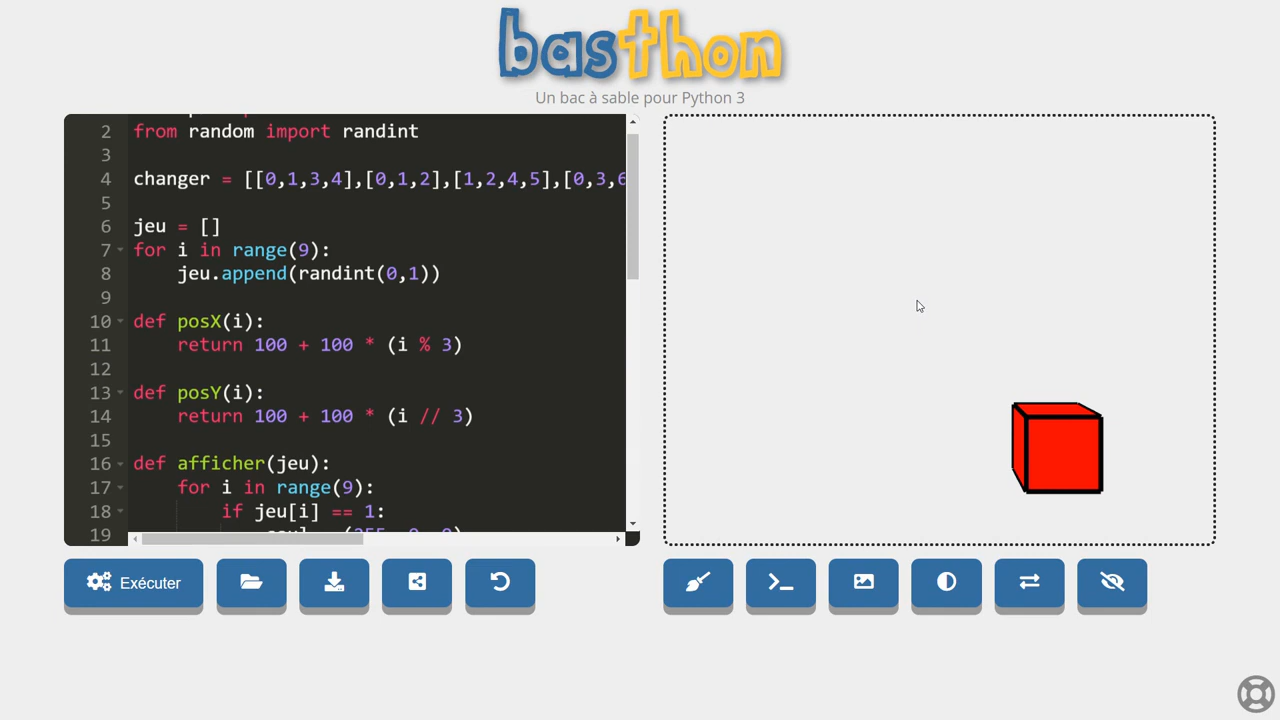 basthon
Un bac à sable pour Python 3
2 from random import randint
3
4 changer = [[0,1,3,4],[0,1,2],[1,2,4,5],[0,3,6
5
6 jeu = []
7 for i in range(9):
8 jeu.append(randint(0,1))
9
10 def posX(i):
11 return 100 + 100 * (i % 3)
12
13 def posY(i):
14 return 100 + 100 * (i // 3)
15
16 def afficher(jeu):
17 for i in range(9):
18 if jeu[i] == 1:
19
Exécuter